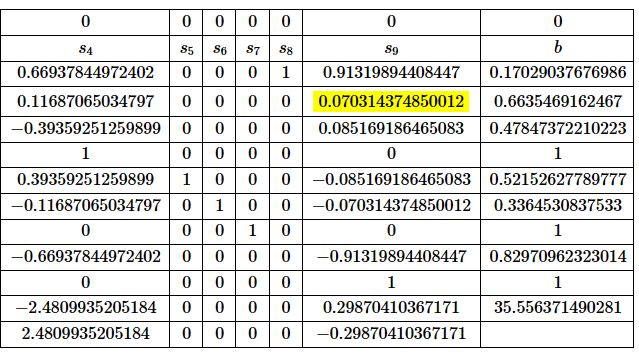 0 0 0 0 0 0 0
s₄ s₅ s₆ s₇ s₈ s₉ b
0.66937844972402 0 0 0 1 0.91319894408447 0.17029037676986
0.11687065034797 0 0 0 0 0.070314374850012 0.6635469162467
−0.39359251259899 0 0 0 0 0.085169186465083 0.47847372210223
1 0 0 0 0 0 1
0.39359251259899 1 0 0 0 −0.085169186465083 0.52152627789777
−0.11687065034797 0 1 0 0 −0.070314374850012 0.3364530837533
0 0 0 1 0 0 1
−0.66937844972402 0 0 0 0 −0.91319894408447 0.82970962323014
0 0 0 0 0 1 1
−2.4809935205184 0 0 0 0 0.29870410367171 35.556371490281
2.4809935205184 0 0 0 0 −0.29870410367171